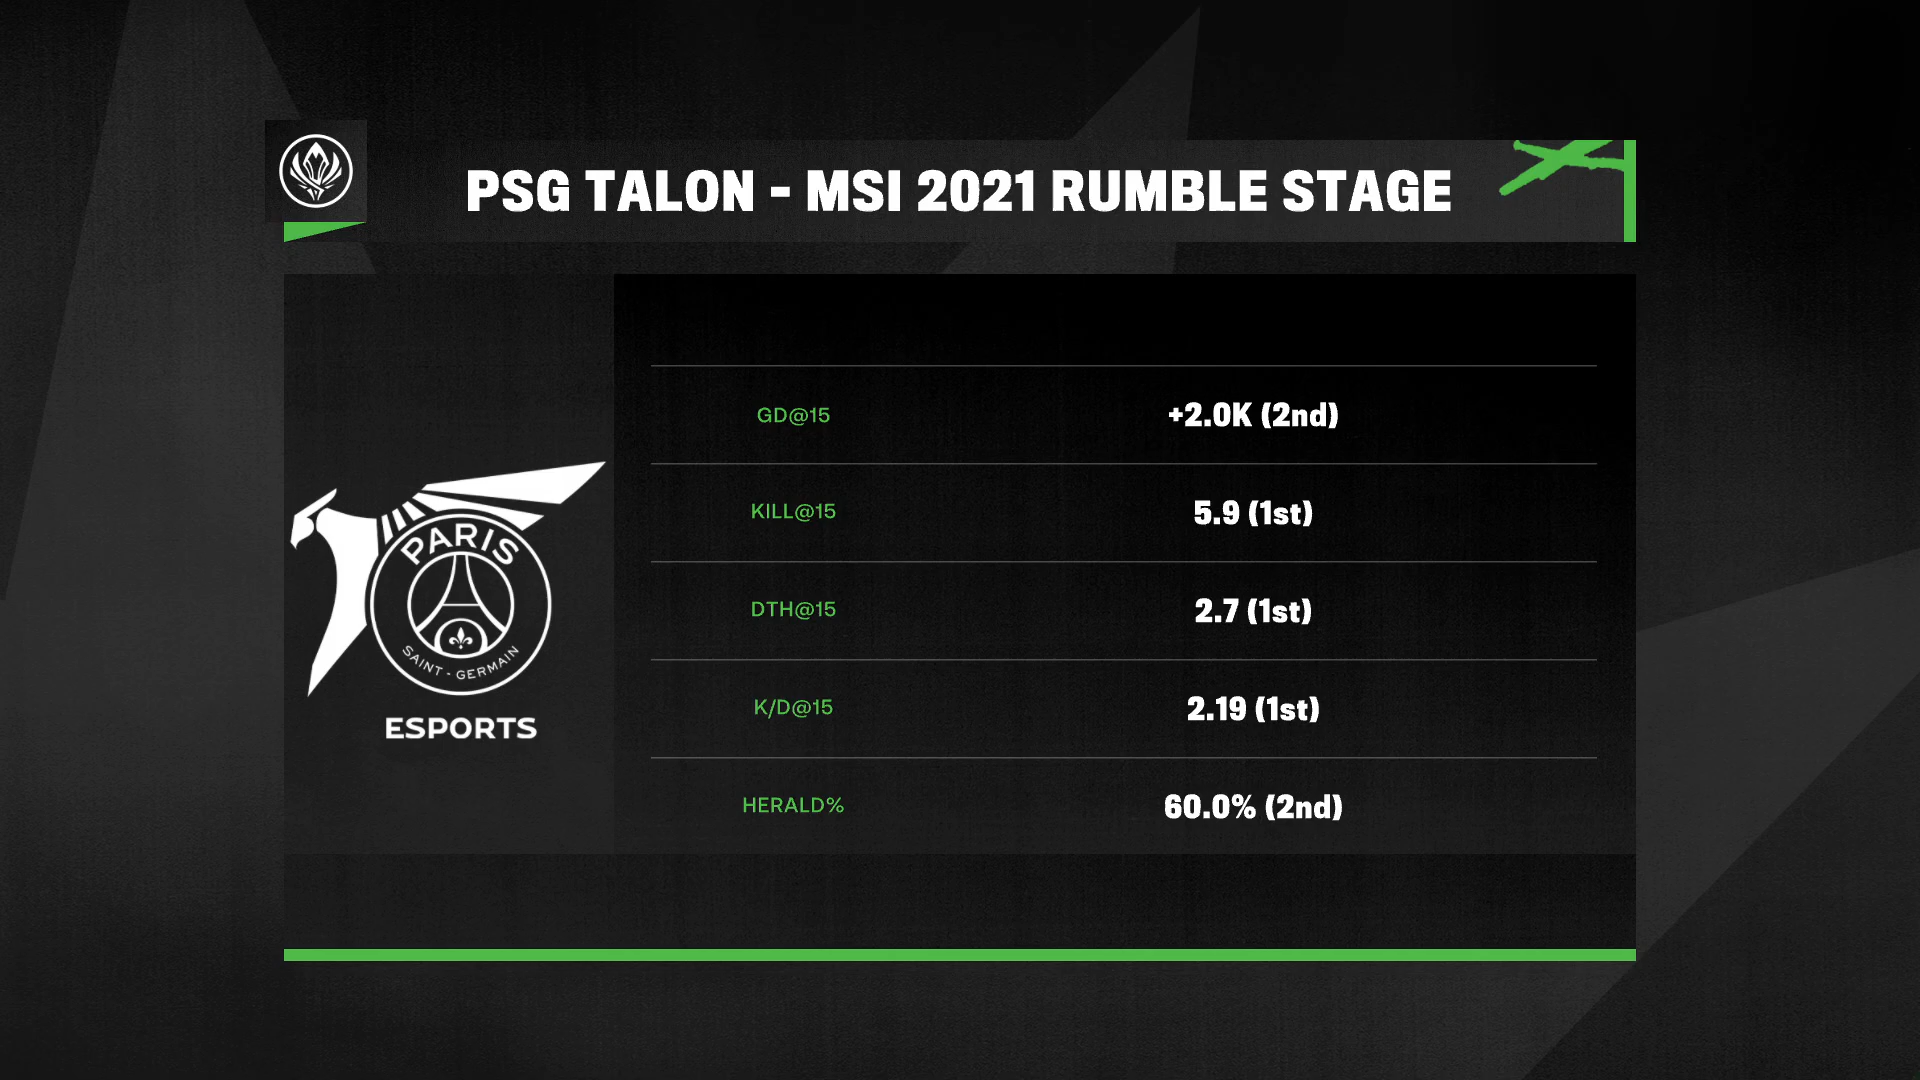 PSG TALON - MSI 2021 RUMBLE STAGE
GD@15 +2.0K (2nd)
KILL@15 5.9 (1st)
DTH@15 2.7 (1st)
K/D@15 2.19 (1st)
HERALD% 60.0% (2nd)
PARIS
SAINT - GERMAIN
ESPORTS